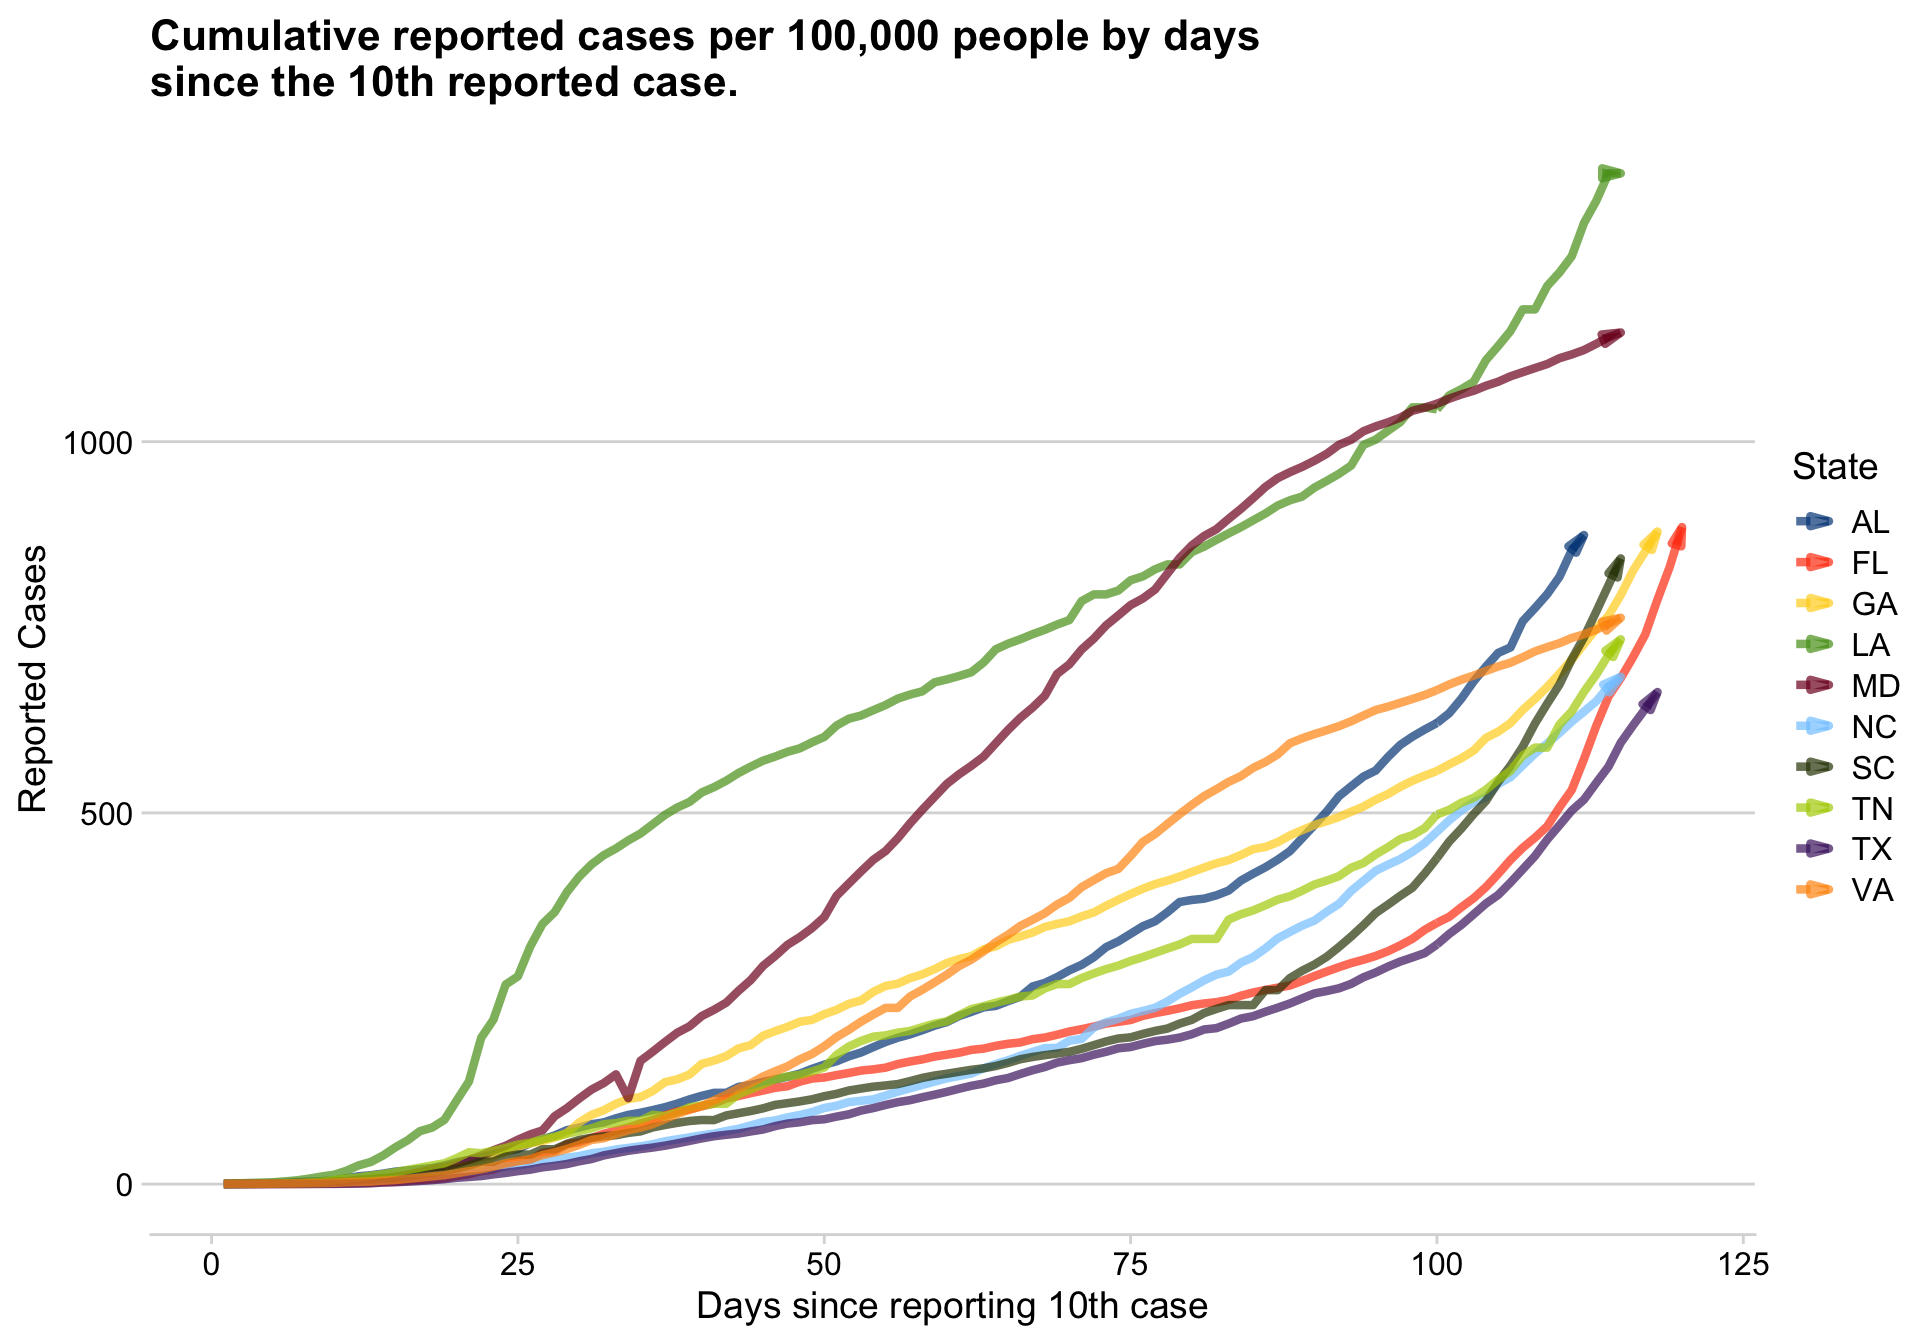 Cumulative reported cases per 100,000 people by days
since the 10th reported case.
Reported Cases
1000
500
0
0
25
50
75
100
125
Days since reporting 10th case
State
AL
FL
GA
LA
MD
NC
SC
TN
TX
VA